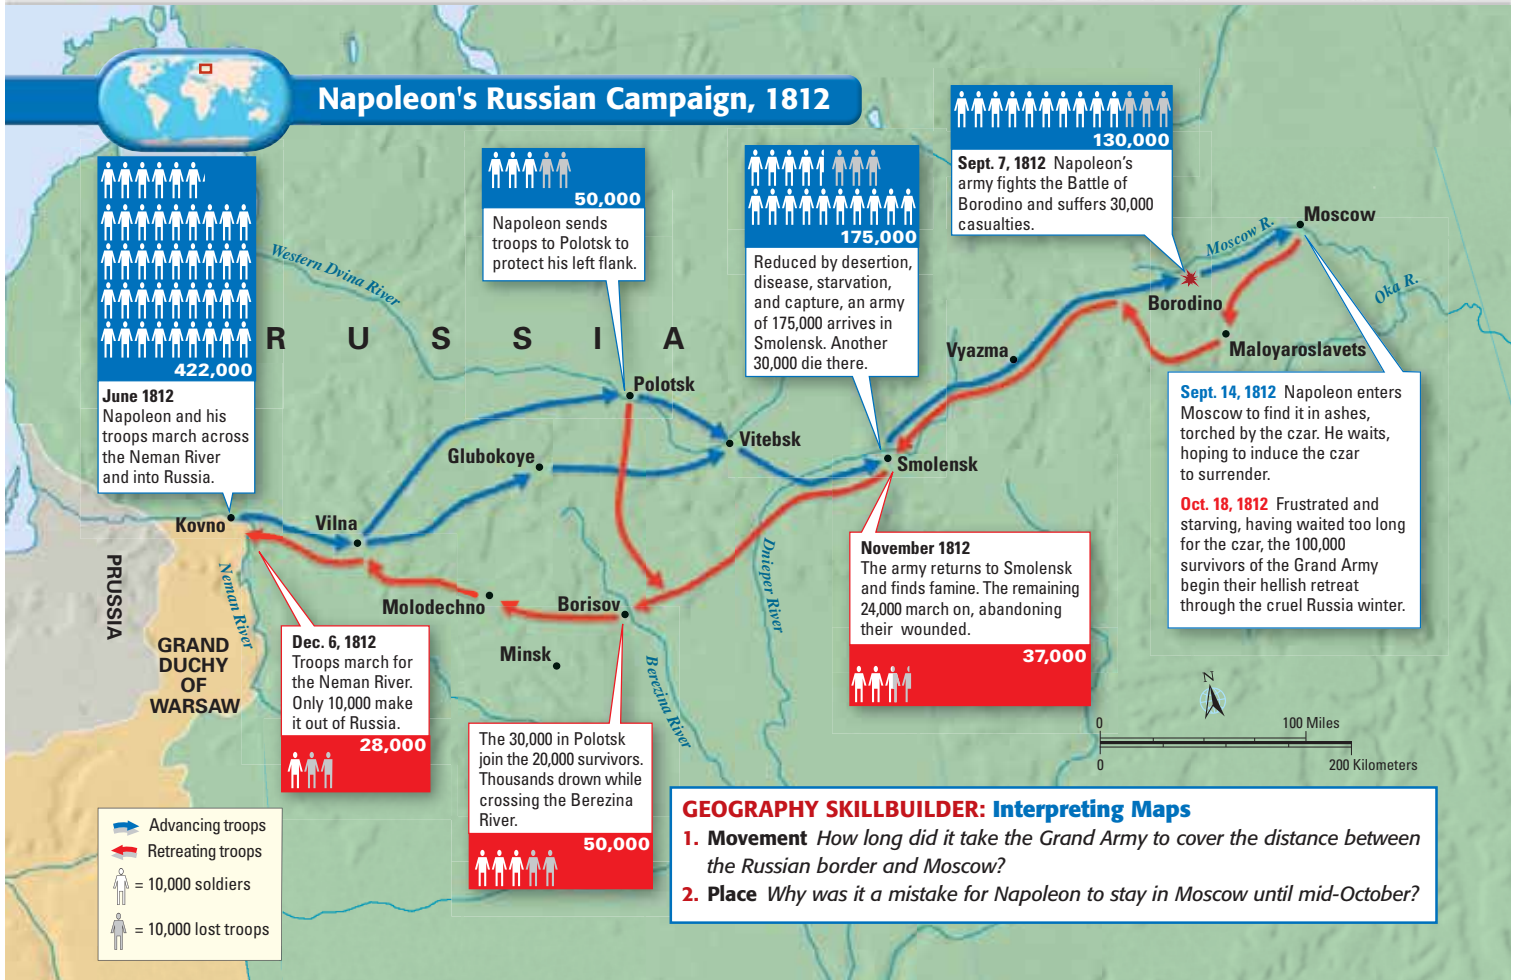 Napoleon's Russian Campaign, 1812
422,000
June 1812
Napoleon and his
troops march across
the Neman River
and into Russia.
50,000
Napoleon sends
troops to Polotsk to
protect his left flank.
175,000
Reduced by desertion,
disease, starvation,
and capture, an army
of 175,000 arrives in
Smolensk. Another
30,000 die there.
130,000
Sept. 7, 1812 Napoleon's
army fights the Battle of
Borodino and suffers 30,000
casualties.
Moscow
Moscow R.
Oka R.
Borodino
Maloyaroslavets
Vyazma
Western Dvina River
RUSSIA
Polotsk
Vitebsk
Glubokoye
Smolensk
Kovno
Vilna
Sept. 14, 1812 Napoleon enters
Moscow to find it in ashes,
torched by the czar. He waits,
hoping to induce the czar
to surrender.
Oct. 18, 1812 Frustrated and
starving, having waited too long
for the czar, the 100,000
survivors of the Grand Army
begin their hellish retreat
through the cruel Russia winter.
November 1812
The army returns to Smolensk
and finds famine. The remaining
24,000 march on, abandoning
their wounded.
37,000
PRUSSIA
Neman River
GRAND
DUCHY
OF
WARSAW
Molodechno
Borisov
Minsk
Berezina River
Dnieper River
Dec. 6, 1812
Troops march for
the Neman River.
Only 10,000 make
it out of Russia.
28,000
The 30,000 in Polotsk
join the 20,000 survivors.
Thousands drown while
crossing the Berezina
River.
50,000
N
0 100 Miles
0 200 Kilometers
Advancing troops
Retreating troops
= 10,000 soldiers
= 10,000 lost troops
GEOGRAPHY SKILLBUILDER: Interpreting Maps
1. Movement How long did it take the Grand Army to cover the distance between
the Russian border and Moscow?
2. Place Why was it a mistake for Napoleon to stay in Moscow until mid-October?